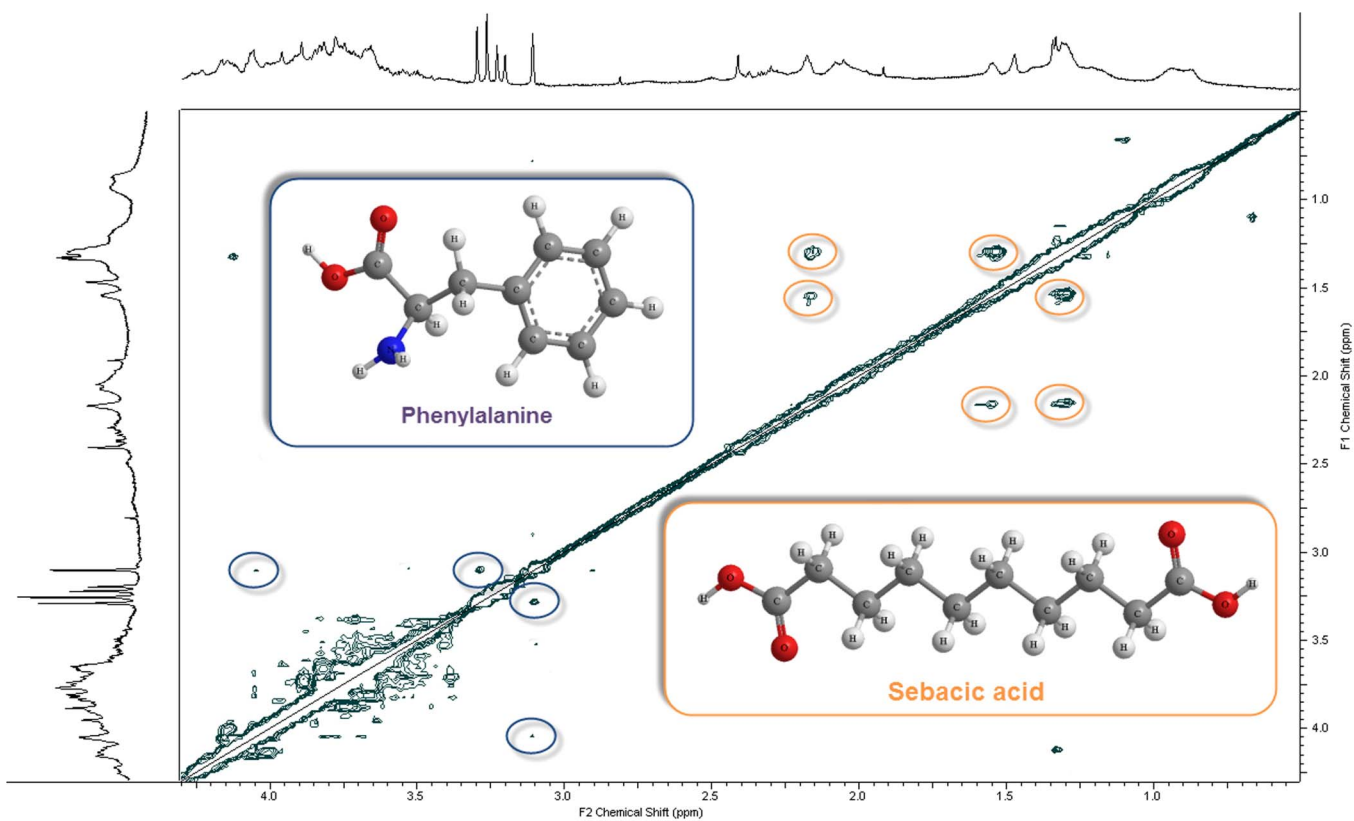 1.0
1.5
2.0
2.5
3.0
3.5
4.0
F1 Chemical Shift (ppm)
H
H O H
H C C
H C
O C C
H C H
C H
C N C
H H H
H
Phenylalanine
H H H H O
H H H H
C C C C C H
O
H C C C C C O
H H H H
H H H H
O
Sebacic acid
4.0 3.5 3.0 2.5 2.0 1.5 1.0
F2 Chemical Shift (ppm)